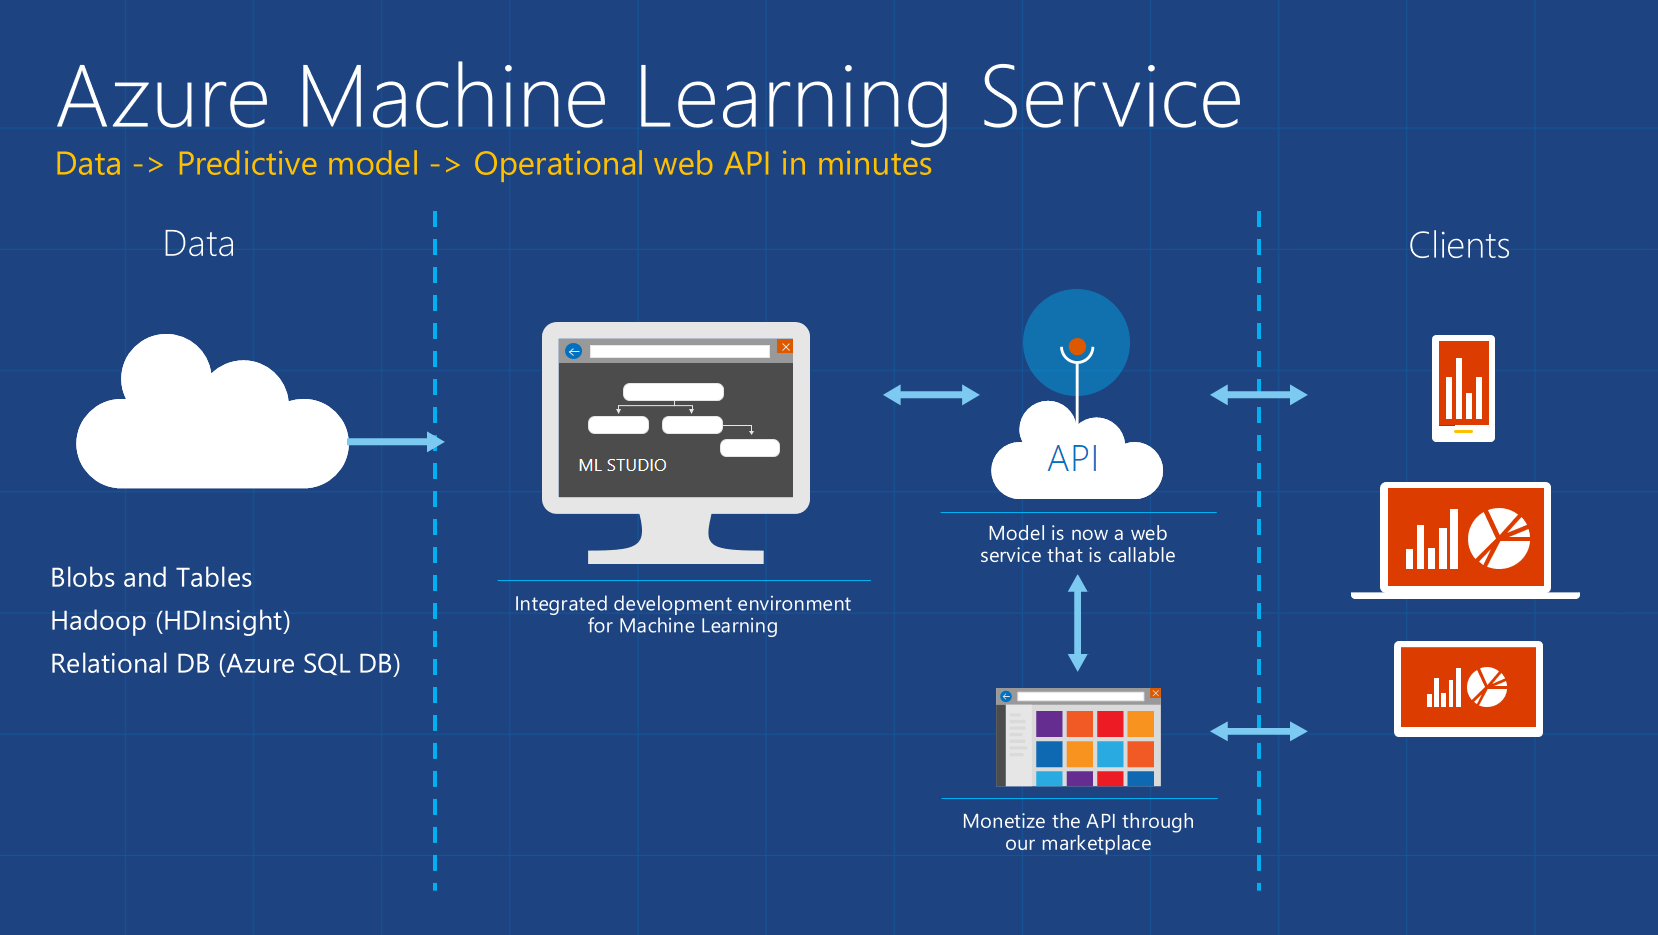 Azure Machine Learning Service
Data -> Predictive model -> Operational web API in minutes
Data
Blobs and Tables
Hadoop (HDInsight)
Relational DB (Azure SQL DB)
ML STUDIO
Integrated development environment
for Machine Learning
API
Model is now a web
service that is callable
Monetize the API through
our marketplace
Clients